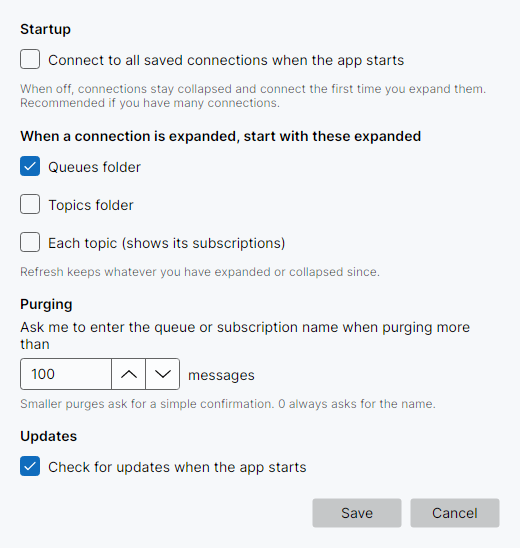 Startup
Connect to all saved connections when the app starts
When off, connections stay collapsed and connect the first time you expand them.
Recommended if you have many connections.
When a connection is expanded, start with these expanded
Queues folder
Topics folder
Each topic (shows its subscriptions)
Refresh keeps whatever you have expanded or collapsed since.
Purging
Ask me to enter the queue or subscription name when purging more
than
100
messages
Smaller purges ask for a simple confirmation. 0 always asks for the name.
Updates
Check for updates when the app starts
Save
Cancel